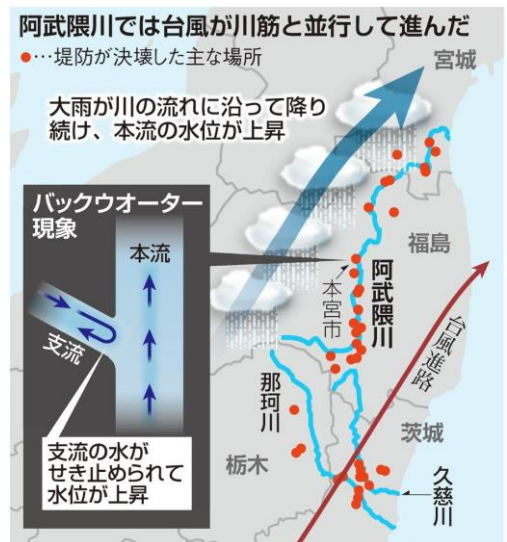 阿武隈川では台風が川筋と並行して進んだ
●…堤防が決壊した主な場所
宮城
大雨が川の流れに沿って降り
続け、本流の水位が上昇
バックウオーター
現象
本流
支流
支流の水が
せき止められて
水位が上昇
福島
阿武隈川
本宮市
台風進路
那珂川
茨城
栃木
久慈川